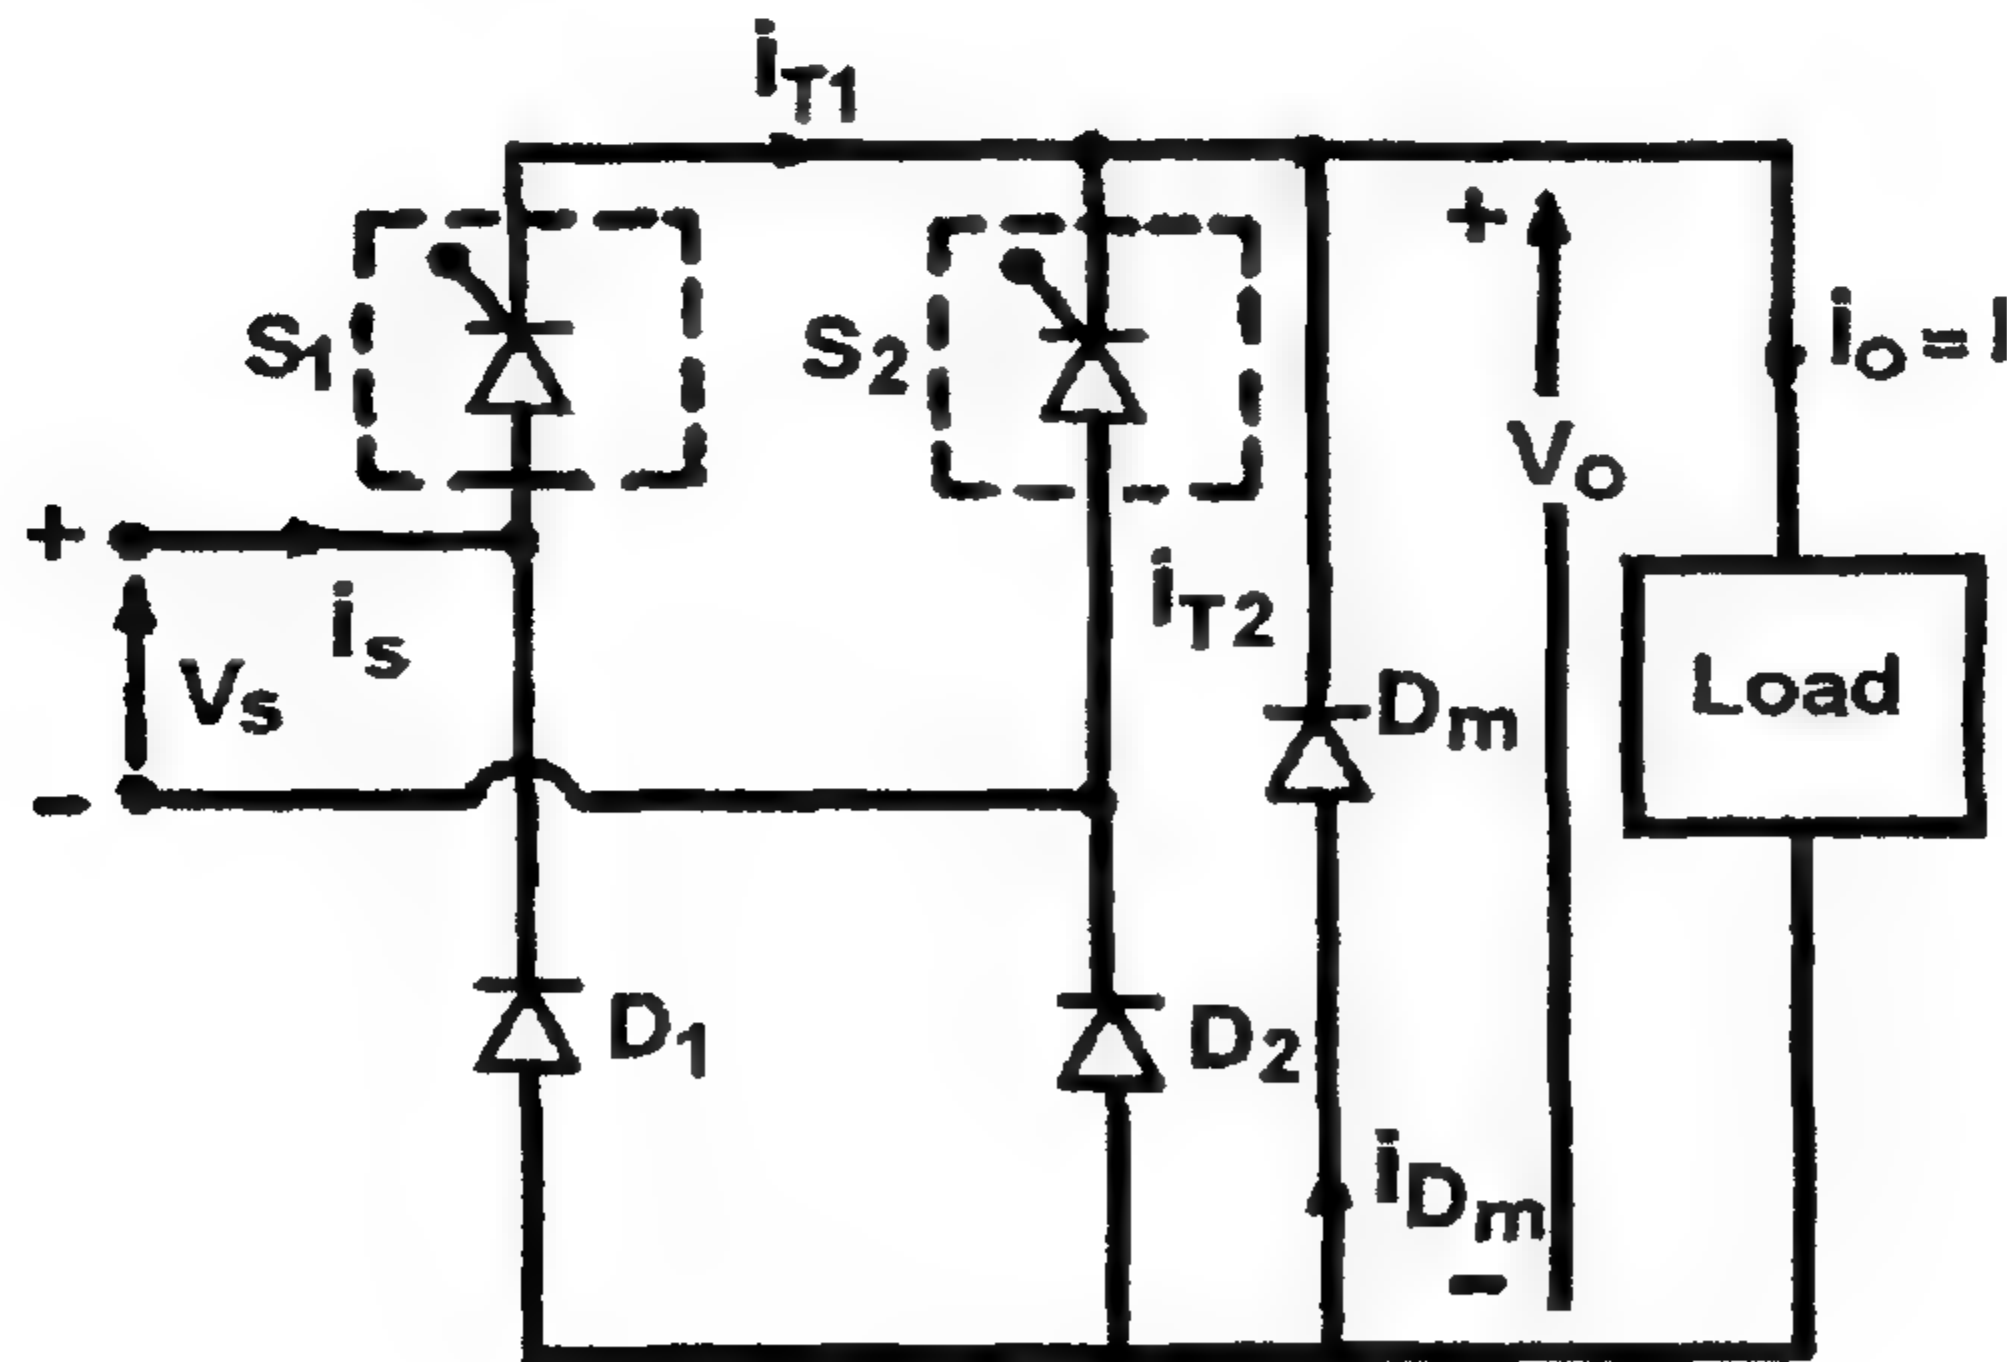 iT1
+
S1
S2
iO = I
+
VO
is
iT2
Vs
Dm
Load
-
D1
D2
iDm
-